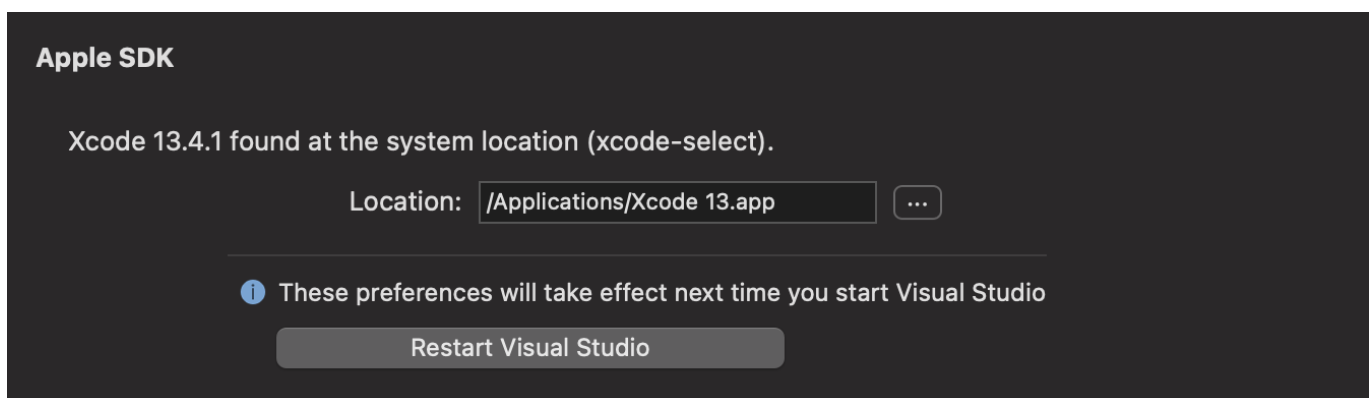 Apple SDK
Xcode 13.4.1 found at the system location (xcode-select).
Location: /Applications/Xcode 13.app ...
These preferences will take effect next time you start Visual Studio
Restart Visual Studio